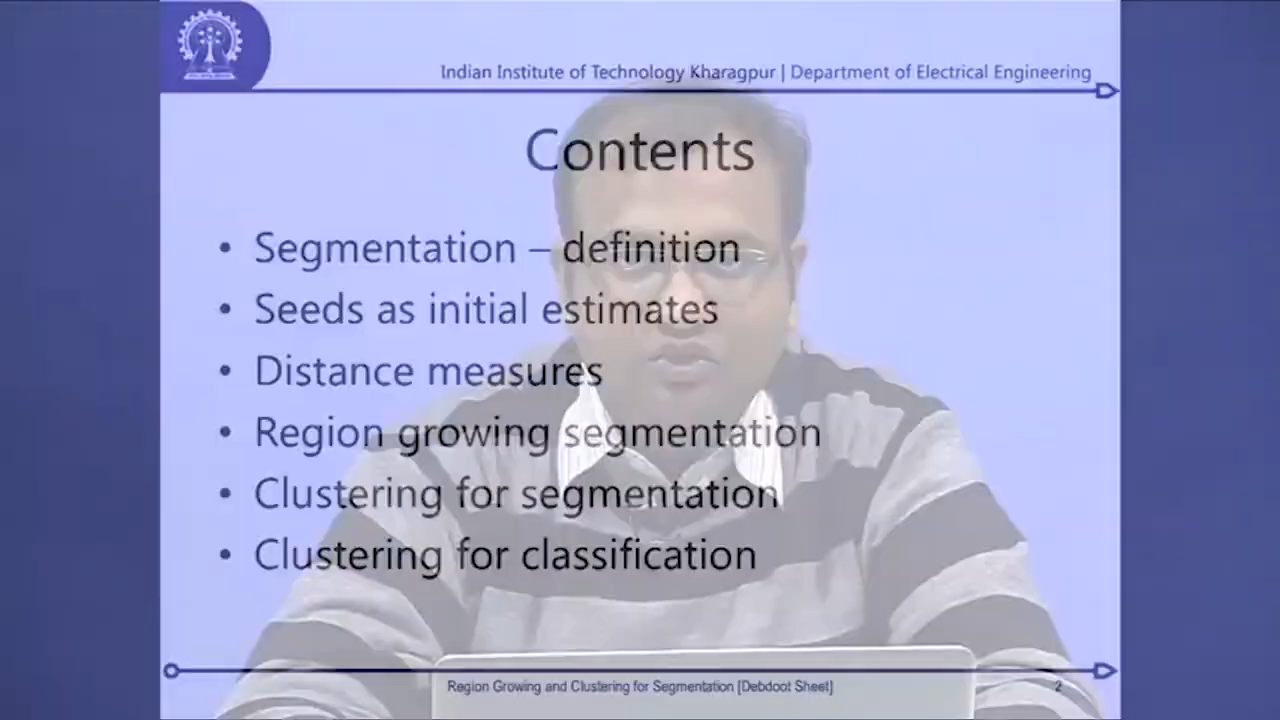 Indian Institute of Technology Kharagpur | Department of Electrical Engineering
Contents
• Segmentation – definition
• Seeds as initial estimates
• Distance measures
• Region growing segmentation
• Clustering for segmentation
• Clustering for classification
Region Growing and Clustering for Segmentation [Debdoot Sheet]
2